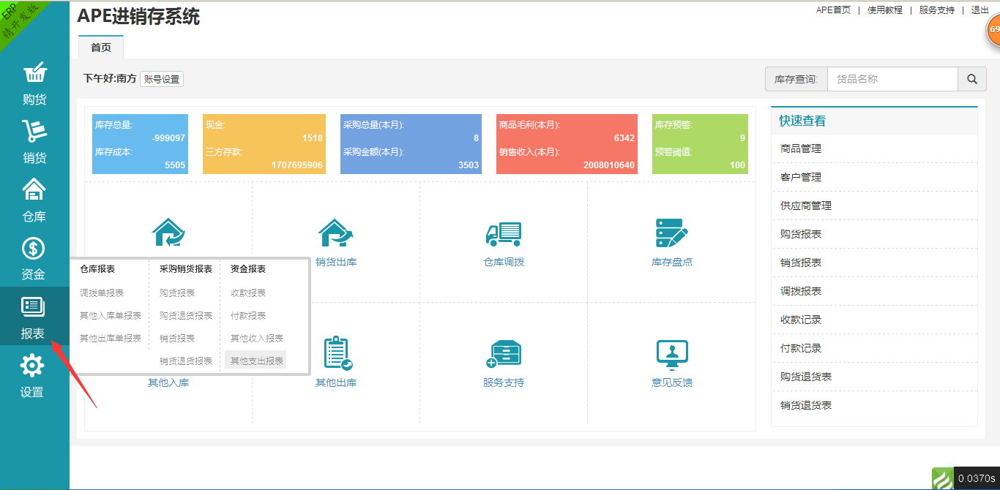 ERP
精开发版
APE进销存系统
APE首页 | 使用教程 | 服务支持 | 退出
69
首页
下午好:南方 账号设置
库存查询: 货品名称
购货
销货
仓库
资金
报表
设置
库存总量:
-999097
库存成本:
5505
现金:
1518
三方存款:
1707695906
采购总量(本月):
8
采购金额(本月):
3503
商品毛利(本月):
6342
销售收入(本月):
2008010640
库存预警:
9
预警阈值:
100
销货出库
仓库调拨
库存盘点
仓库报表
调拨单报表
其他入库单报表
其他出库单报表
采购销货报表
购货报表
购货退货报表
销货报表
销货退货报表
资金报表
收款报表
付款报表
其他收入报表
其他支出报表
其他入库
其他出库
服务支持
意见反馈
快速查看
商品管理
客户管理
供应商管理
购货报表
销货报表
调拨报表
收款记录
付款记录
购货退货表
销货退货表
0.0370s